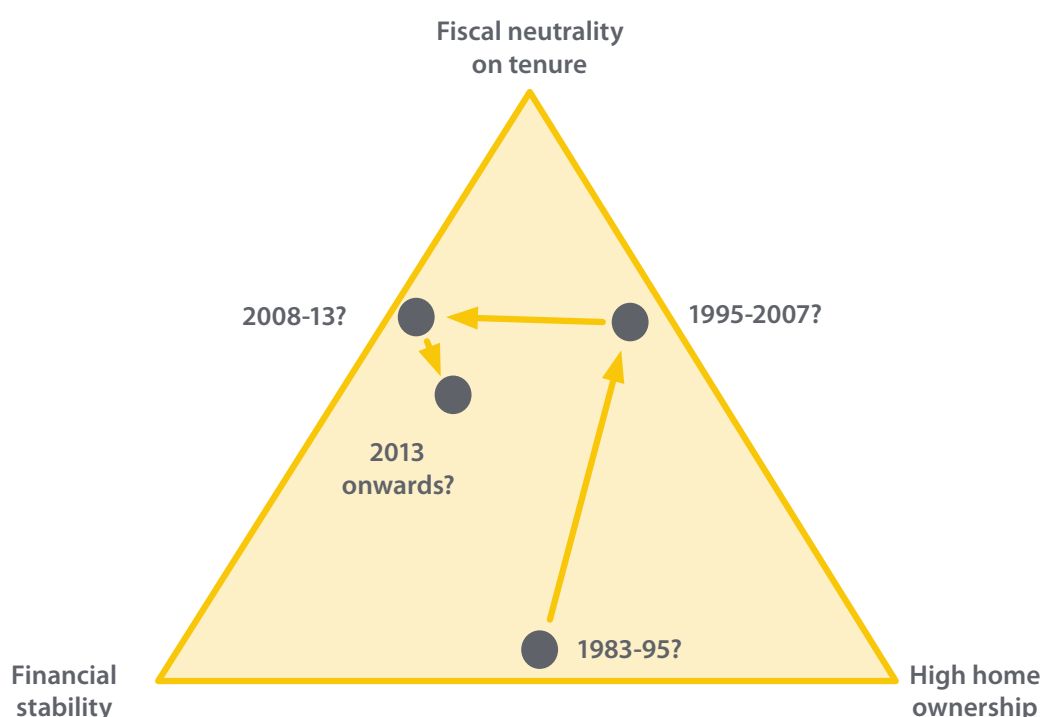 Fiscal neutrality
on tenure
2008-13?
1995-2007?
2013
onwards?
1983-95?
Financial
stability
High home
ownership